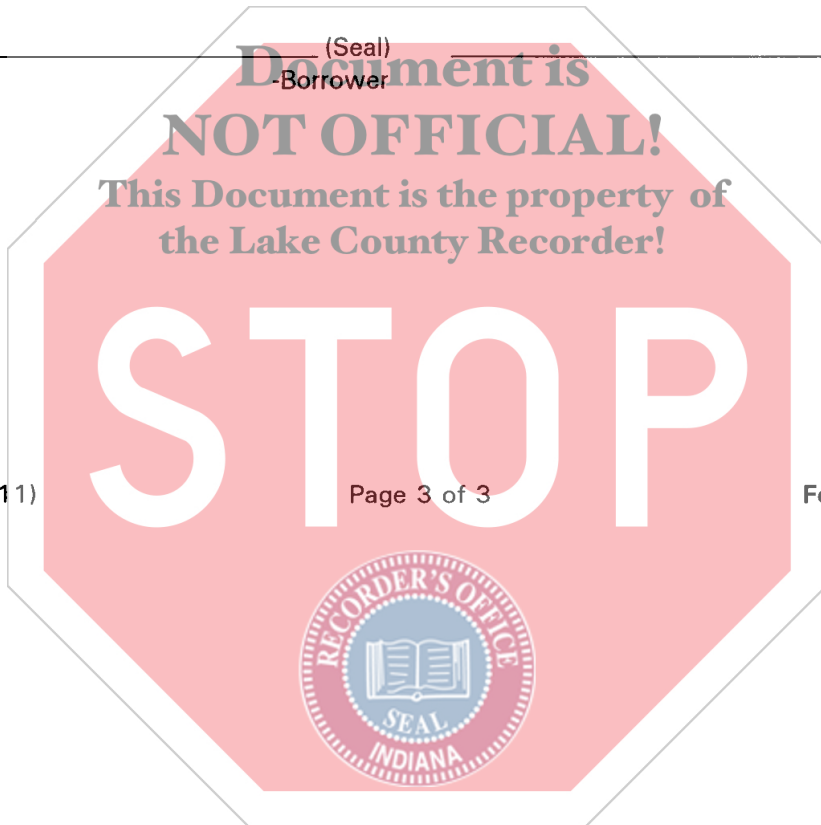 (Seal)
-Borrower
Document is
NOT OFFICIAL!
This Document is the property of
the Lake County Recorder!
STOP
11)
Page 3 of 3
RECORDER'S OFFICE
SEAL
INDIANA